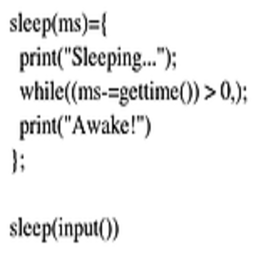 sleep(ms)={
print("Sleeping...");
while((ms-=gettime()) > 0,);
print("Awake!")
};

sleep(input())